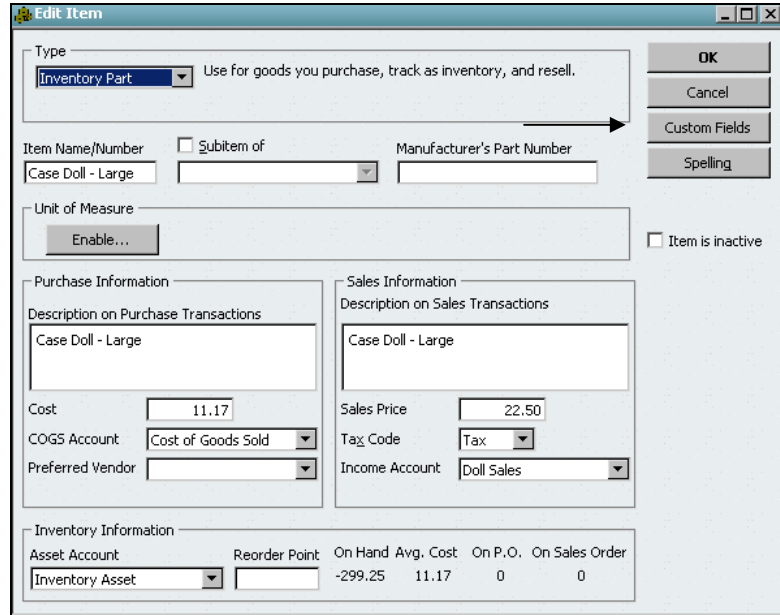 Edit Item
Type
Inventory Part
Use for goods you purchase, track as inventory, and resell.
OK
Cancel
Custom Fields
Spelling
Item Name/Number
Subitem of
Manufacturer's Part Number
Case Doll - Large
Unit of Measure
Enable...
Item is inactive
Purchase Information
Description on Purchase Transactions
Case Doll - Large
Cost
11.17
COGS Account
Cost of Goods Sold
Preferred Vendor
Sales Information
Description on Sales Transactions
Case Doll - Large
Sales Price
22.50
Tax Code
Tax
Income Account
Doll Sales
Inventory Information
Asset Account
Reorder Point
On Hand
Avg. Cost
On P.O.
On Sales Order
Inventory Asset
-299.25
11.17
0
0